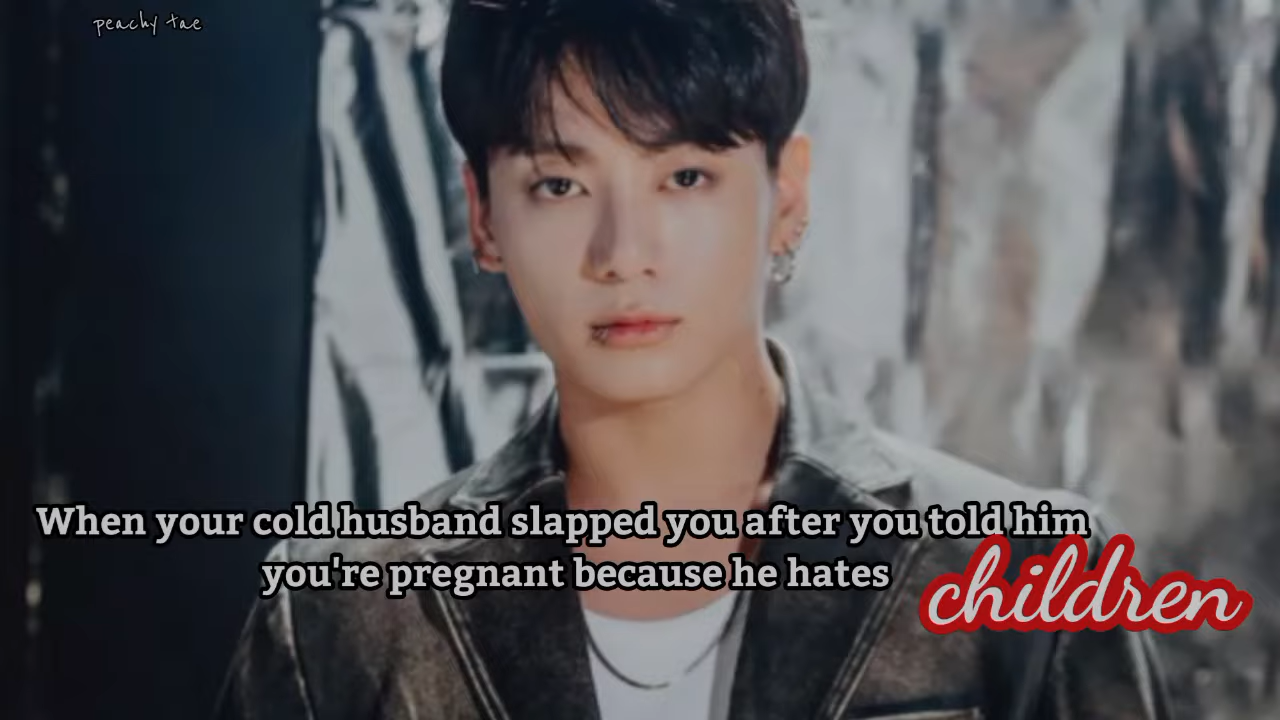 peachy tae
When your cold husband slapped you after you told him
you're pregnant because he hates children